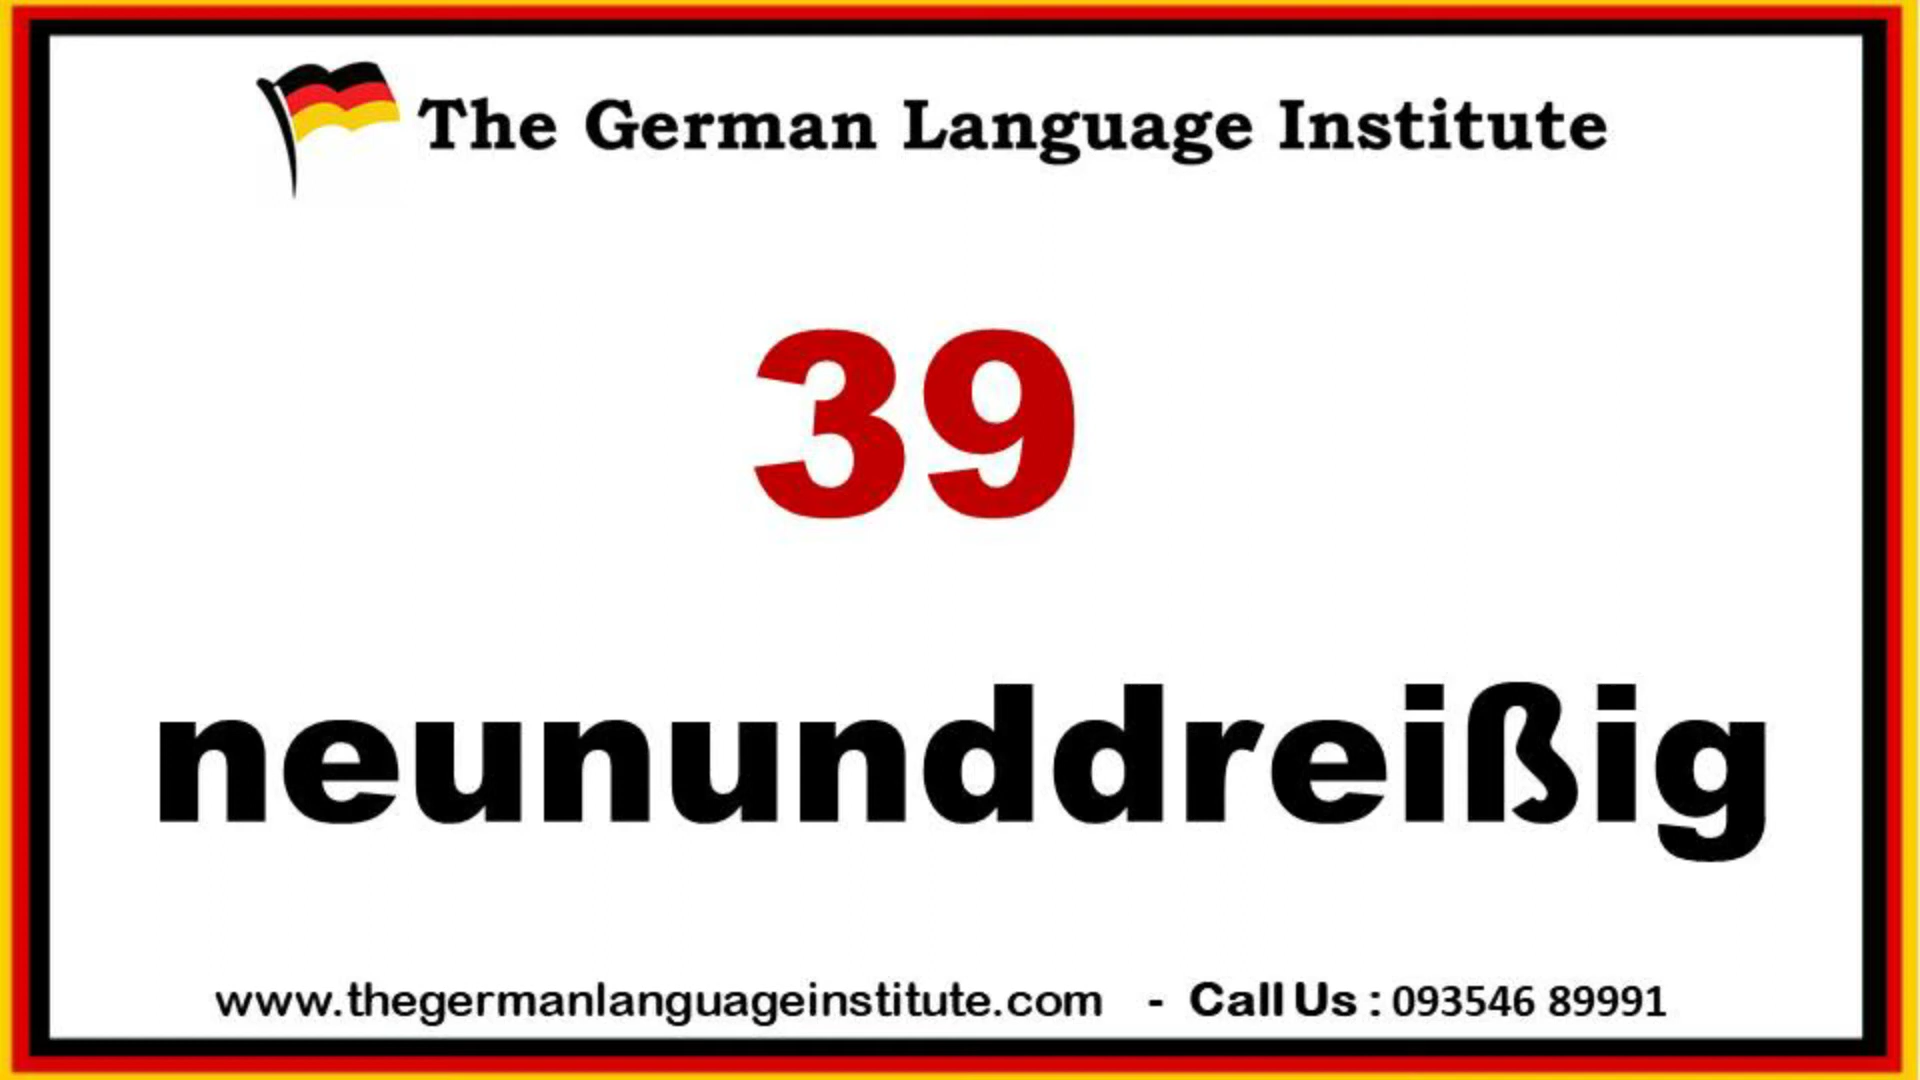 The German Language Institute
39
neununddreißig
www.thegermanlanguageinstitute.com - Call Us : 093546 89991